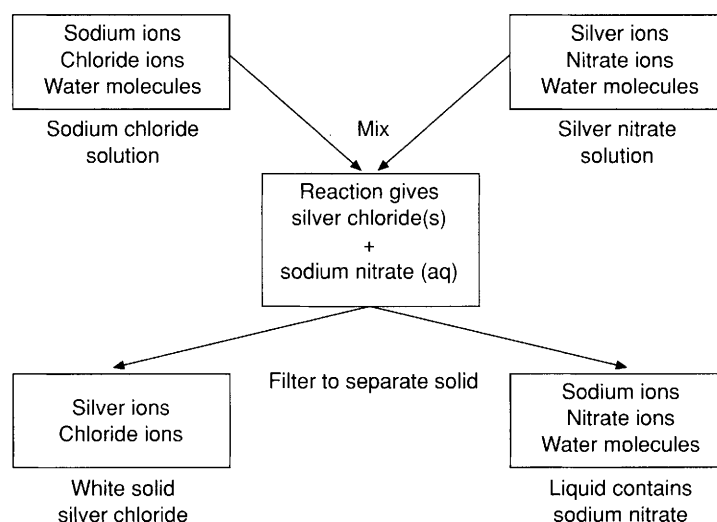 Sodium ions
Chloride ions
Water molecules
Sodium chloride
solution
Silver ions
Nitrate ions
Water molecules
Silver nitrate
solution
Mix
Reaction gives
silver chloride(s)
+
sodium nitrate (aq)
Filter to separate solid
Silver ions
Chloride ions
White solid
silver chloride
Sodium ions
Nitrate ions
Water molecules
Liquid contains
sodium nitrate